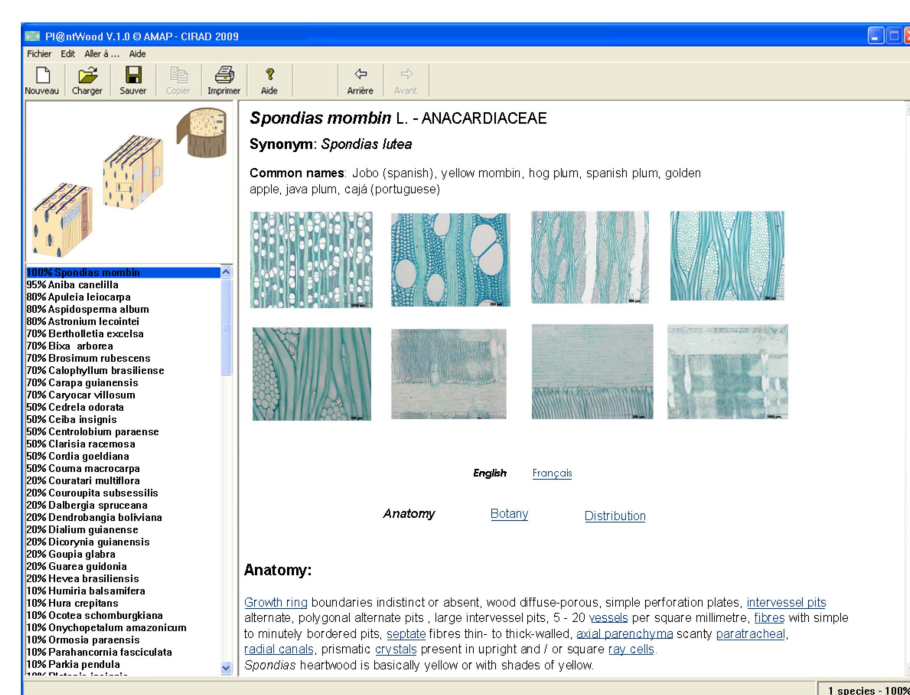 Pl@ntWood V.1.0 © AMAP - CIRAD 2009
Fichier Edit Aller à ... Aide
Nouveau Charger Sauver Copier Imprimer Aide Arrière Avant
100% Spondias mombin
95% Aniba canelilla
80% Apuleia leiocarpa
80% Aspidosperma album
80% Astronium lecointei
70% Bertholletia excelsa
70% Bixa arborea
70% Brosimum rubescens
70% Calophyllum brasiliense
70% Carapa guianensis
70% Caryocar villosum
50% Cedrela odorata
50% Ceiba insignis
50% Centrolobium paraense
50% Clarisia racemosa
50% Cordia goeldiana
50% Couma macrocarpa
20% Couratari multiflora
20% Couroupita subsessilis
20% Dalbergia spruceana
20% Dendrobangia boliviana
20% Dialium guianense
20% Dicorynia guianensis
20% Goupia glabra
20% Guarea guidonia
20% Hevea brasiliensis
10% Humiria balsamifera
10% Hura crepitans
10% Ocotea schomburgkiana
10% Onychopetalum amazonicum
10% Ormosia paraensis
10% Parahancornia fasciculata
10% Parkia pendula
Spondias mombin L. - ANACARDIACEAE
Synonym: Spondias lutea
Common names: Jobo (spanish), yellow mombin, hog plum, spanish plum, golden
apple, java plum, cajá (portuguese)
English Français
Anatomy Botany Distribution
Anatomy:
Growth ring boundaries indistinct or absent, wood diffuse-porous, simple perforation plates, intervessel pits
alternate, polygonal alternate pits , large intervessel pits, 5 - 20 vessels per square millimetre, fibres with simple
to minutely bordered pits, septate fibres thin- to thick-walled, axial parenchyma scanty paratracheal,
radial canals, prismatic crystals present in upright and / or square ray cells.
Spondias heartwood is basically yellow or with shades of yellow.
1 species - 100%